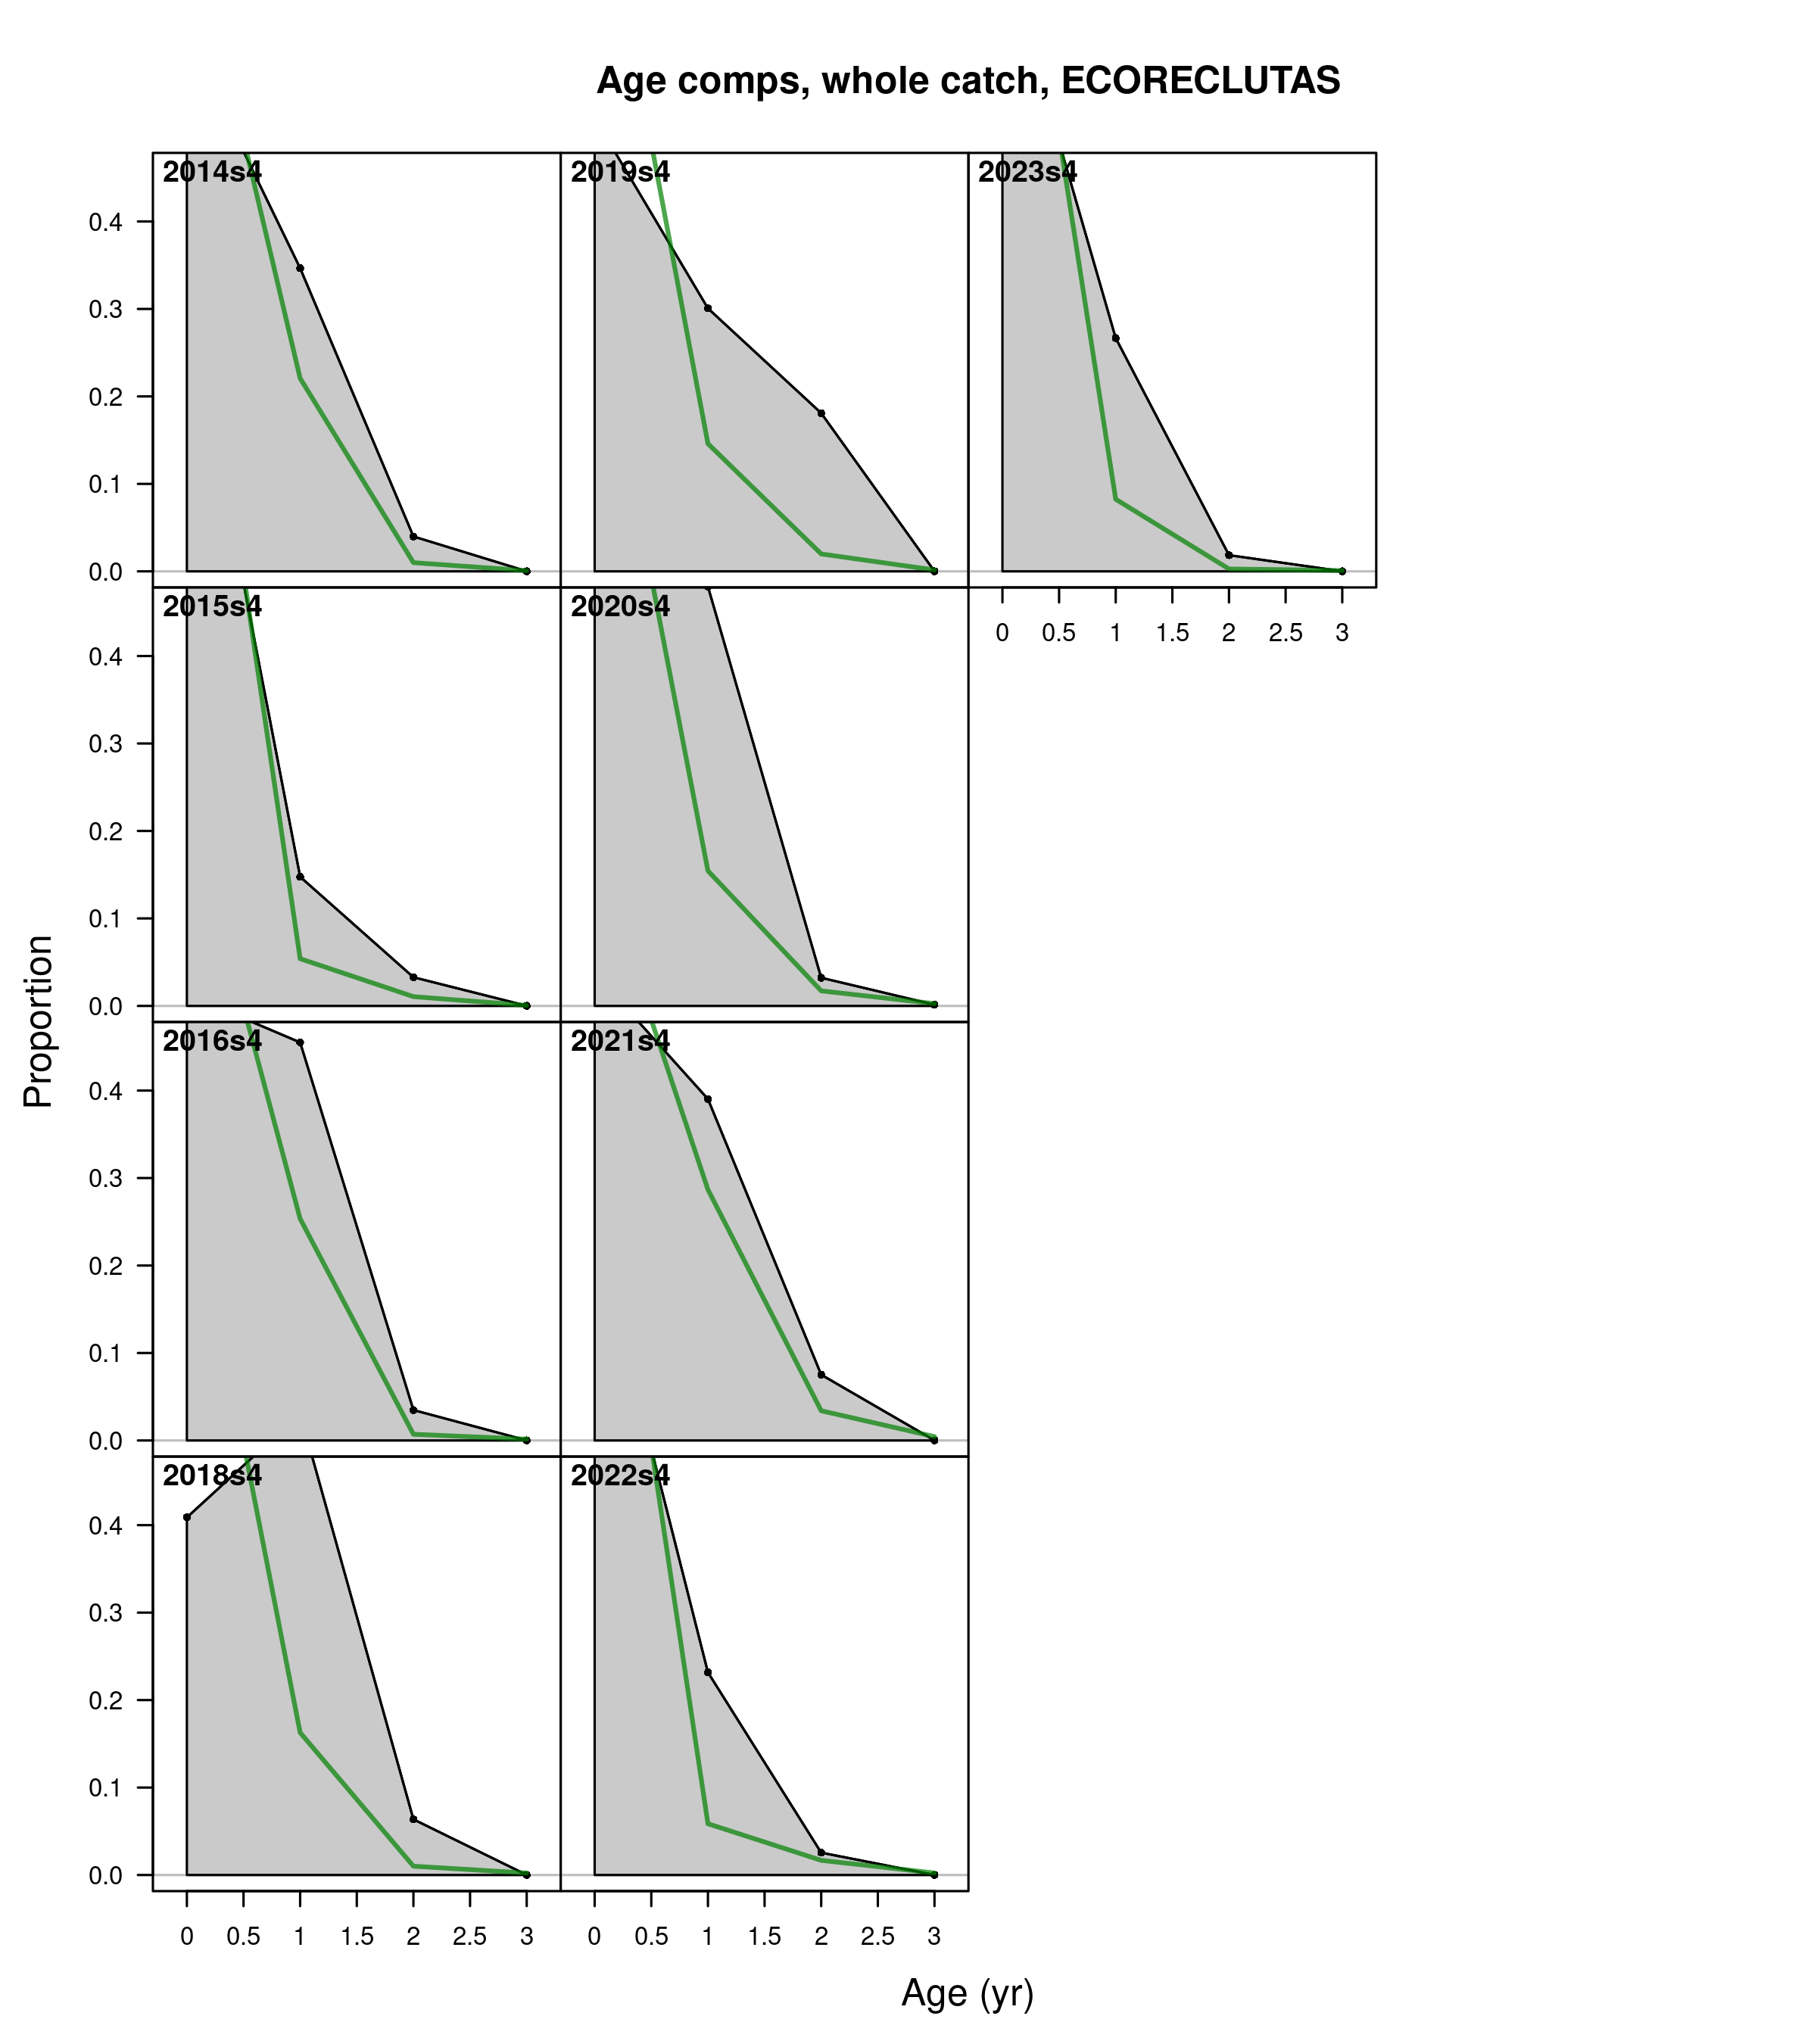 Age comps, whole catch, ECORECLUTAS
2014s4
2019s4
2023s4
0.4
0.3
0.2
0.1
0.0
0 0.5 1 1.5 2 2.5 3
2015s4
2020s4
0.4
0.3
0.2
0.1
0.0
2016s4
2021s4
0.4
0.3
0.2
0.1
0.0
2018s4
2022s4
0.4
0.3
0.2
0.1
0.0
0 0.5 1 1.5 2 2.5 3
0 0.5 1 1.5 2 2.5 3
Proportion
Age (yr)